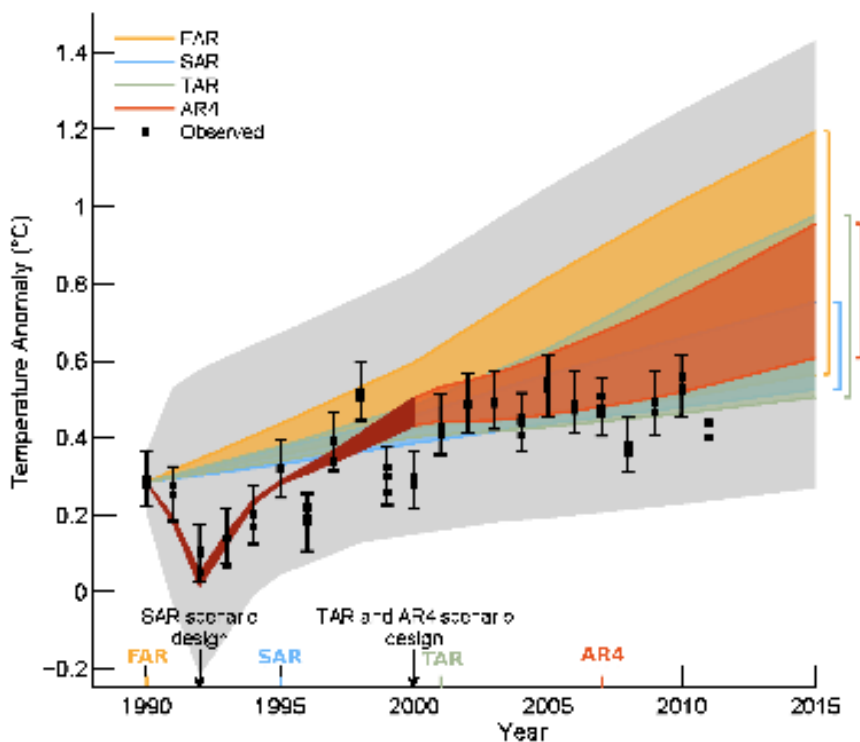 FAR
SAR
TAR
AR4
Observed
1.4
1.2
1
0.8
0.6
0.4
0.2
0
−0.2
Temperature Anomaly (°C)
SAR scenario
design
TAR and AR4 scenario
design
FAR
SAR
TAR
AR4
1990
1995
2000
2005
2010
2015
Year